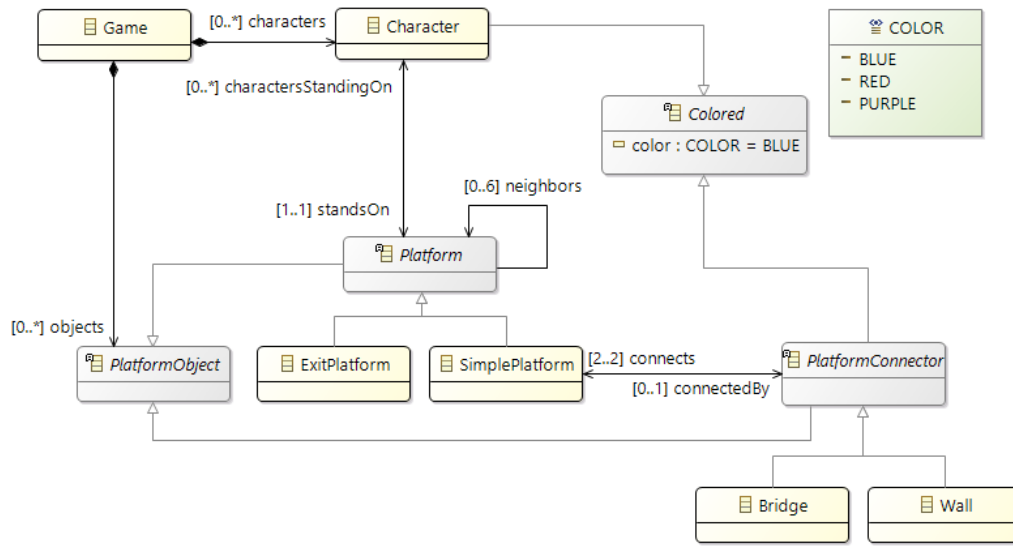 Game
[0..*] characters
Character
COLOR
BLUE
RED
PURPLE
[0..*] charactersStandingOn
Colored
color : COLOR = BLUE
[0..6] neighbors
[1..1] standsOn
Platform
[0..*] objects
PlatformObject
ExitPlatform
SimplePlatform
[2..2] connects
[0..1] connectedBy
PlatformConnector
Bridge
Wall